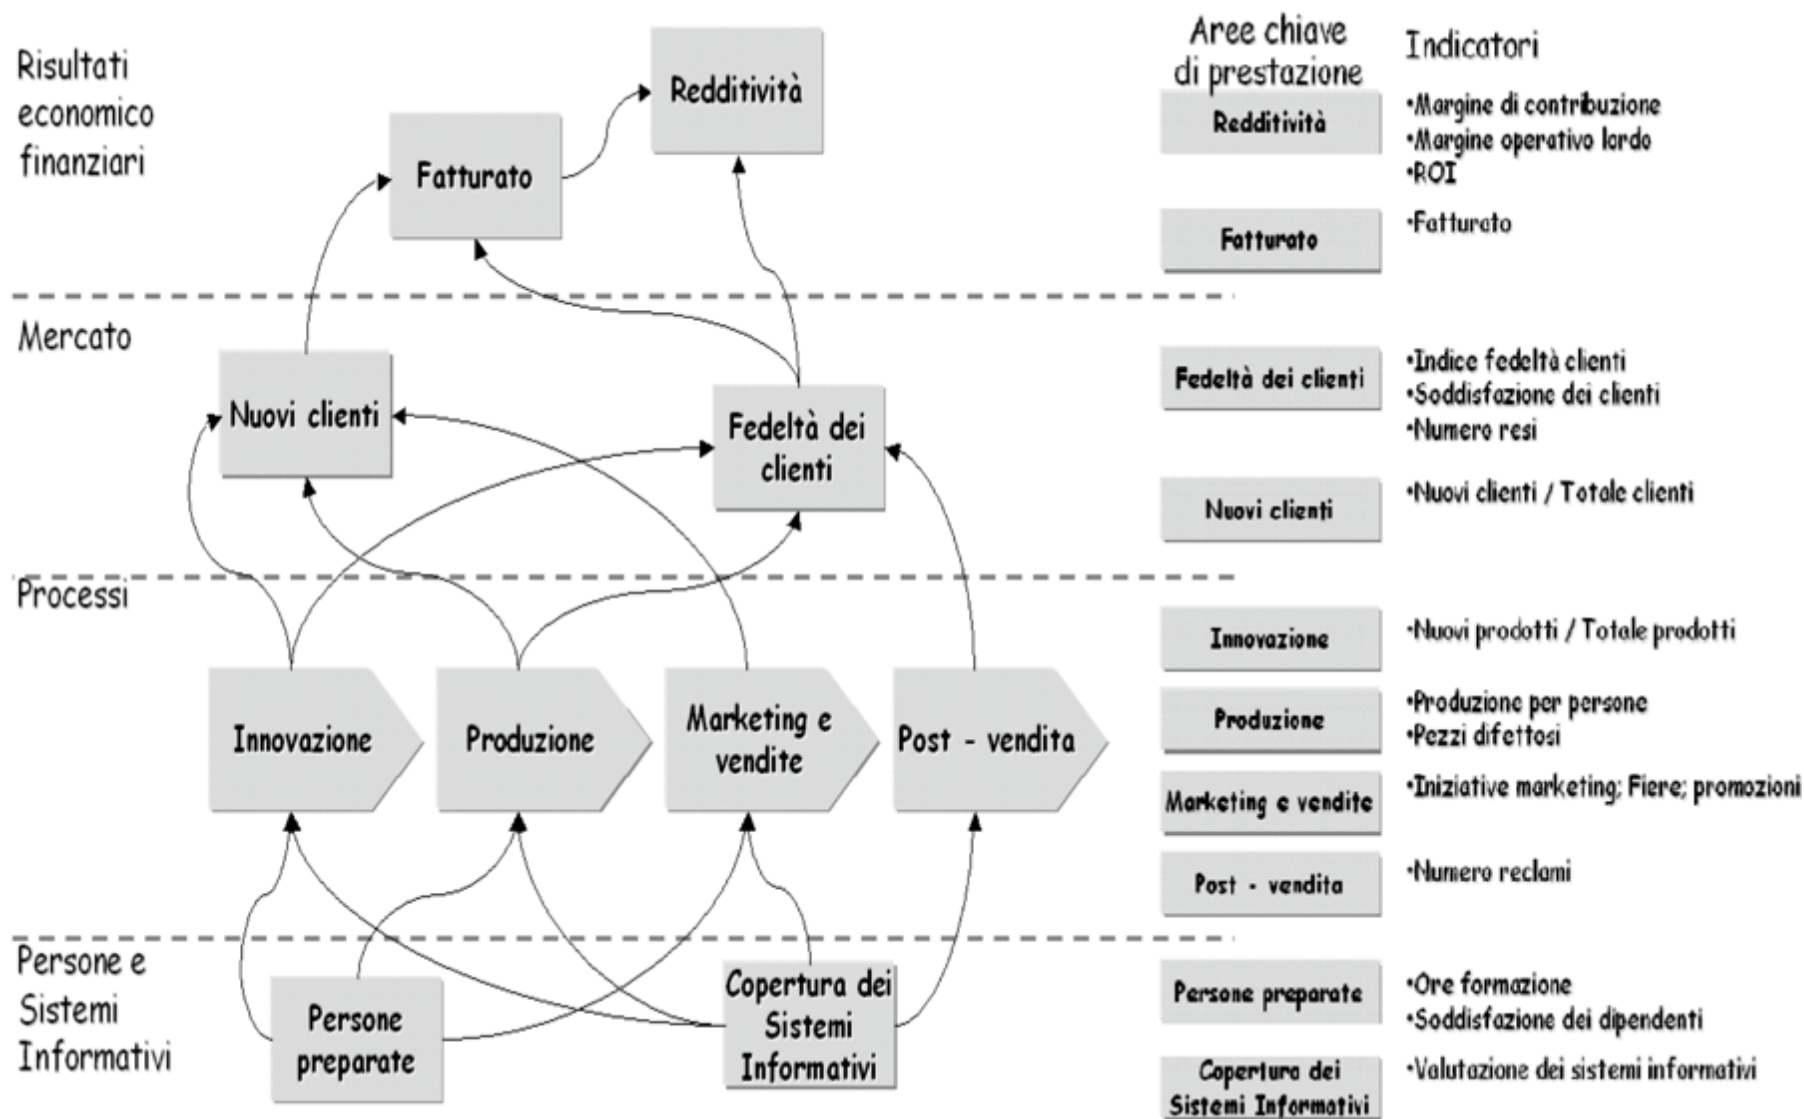 Risultati
economico
finanziari
Redditività
Fatturato
Mercato
Nuovi clienti
Fedeltà dei
clienti
Processi
Innovazione
Produzione
Marketing e
vendite
Post - vendita
Persone e
Sistemi
Informativi
Persone
preparate
Copertura dei
Sistemi
Informativi
Aree chiave
di prestazione
Indicatori
Redditività
•Margine di contribuzione
•Margine operativo lordo
•ROI
Fatturato
•Fatturato
Fedeltà dei clienti
•Indice fedeltà clienti
•Soddisfazione dei clienti
•Numero resi
Nuovi clienti
•Nuovi clienti / Totale clienti
Innovazione
•Nuovi prodotti / Totale prodotti
Produzione
•Produzione per persone
•Pezzi difettosi
Marketing e vendite
•Iniziative marketing; Fiere; promozioni
Post - vendita
•Numero reclami
Persone preparate
•Ore formazione
•Soddisfazione dei dipendenti
Copertura dei
Sistemi Informativi
•Valutazione dei sistemi informativi